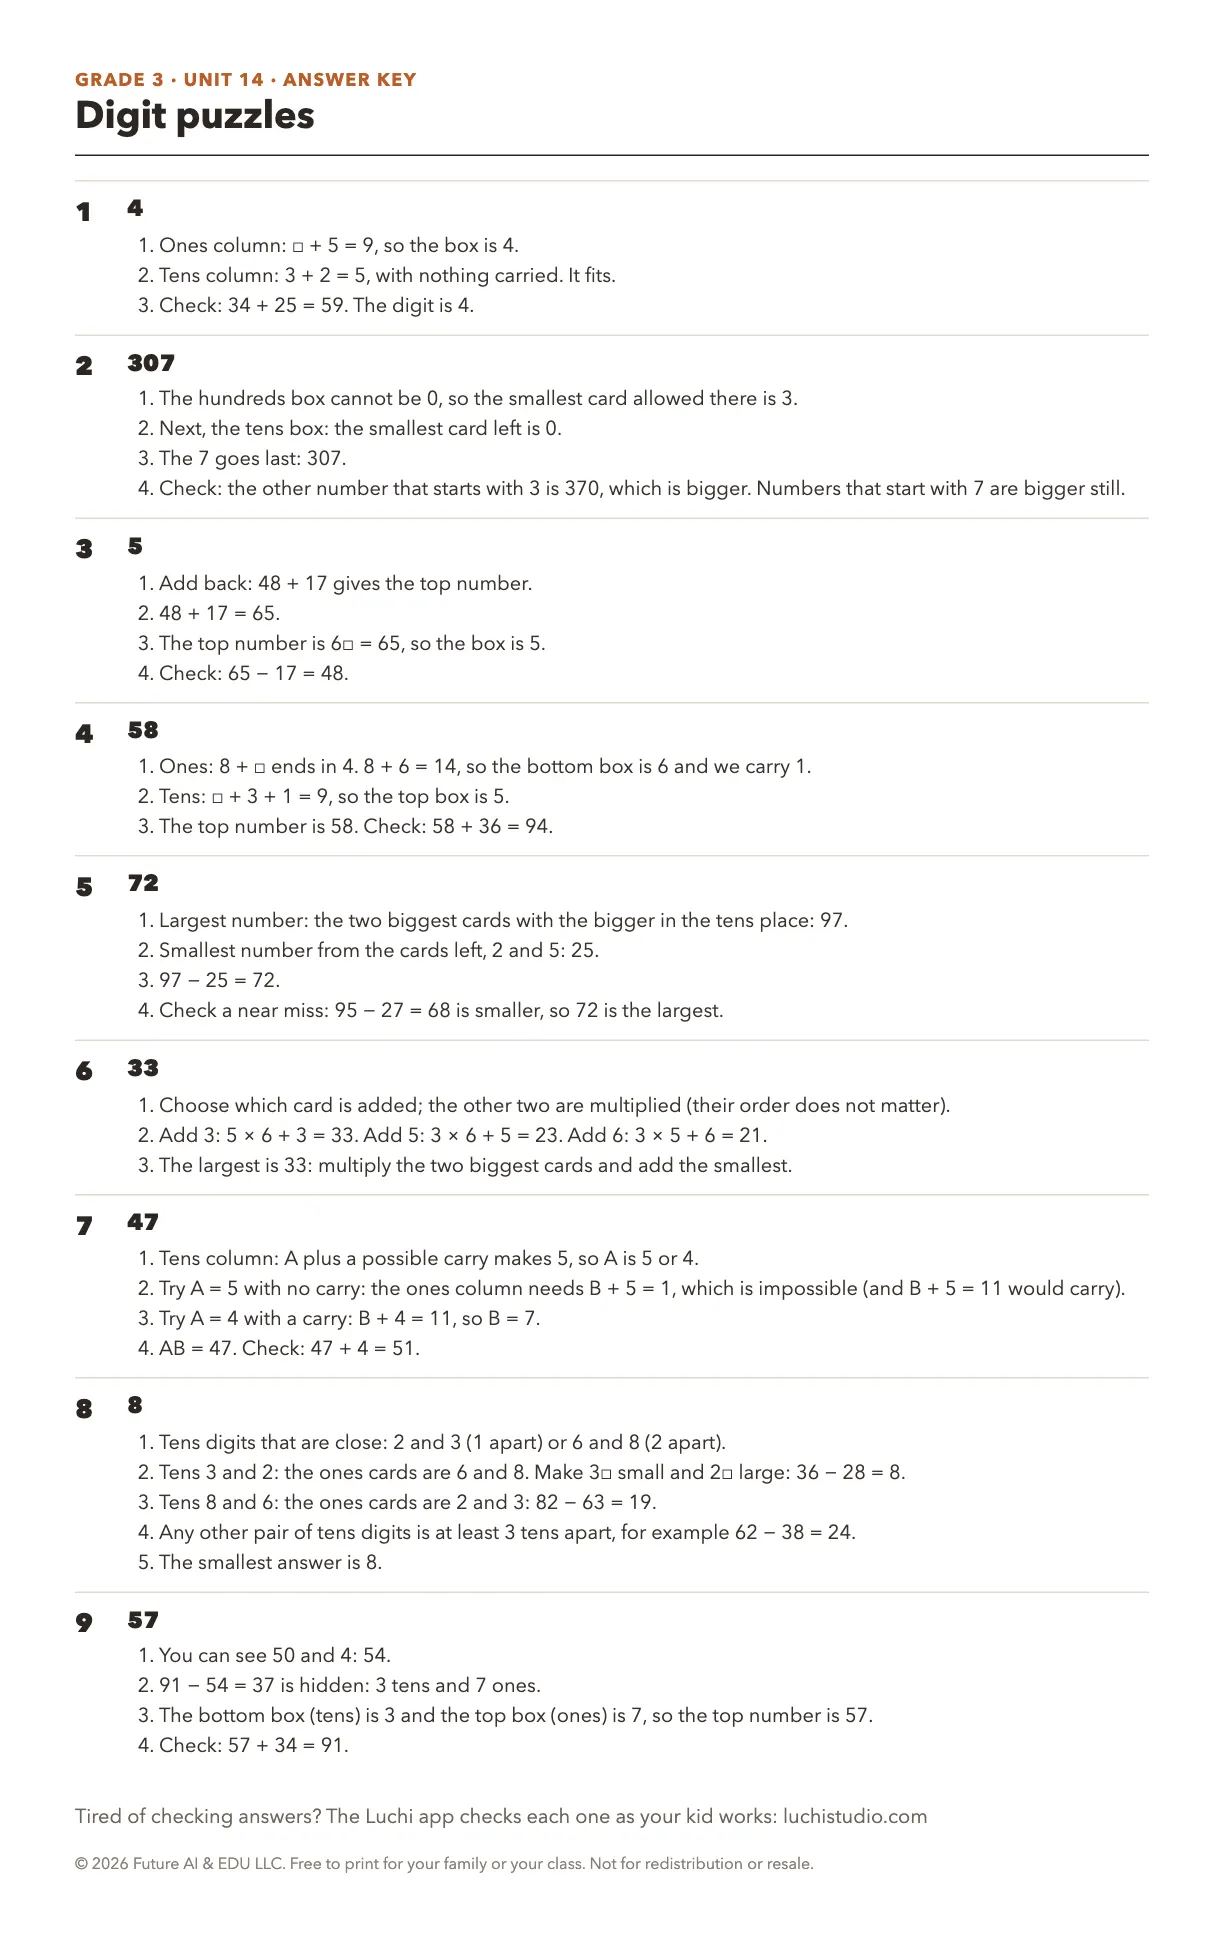 GRADE 3 · UNIT 14 · ANSWER KEY
Digit puzzles
1 4
1. Ones column: □ + 5 = 9, so the box is 4.
2. Tens column: 3 + 2 = 5, with nothing carried. It fits.
3. Check: 34 + 25 = 59. The digit is 4.
2 307
1. The hundreds box cannot be 0, so the smallest card allowed there is 3.
2. Next, the tens box: the smallest card left is 0.
3. The 7 goes last: 307.
4. Check: the other number that starts with 3 is 370, which is bigger. Numbers that start with 7 are bigger still.
3 5
1. Add back: 48 + 17 gives the top number.
2. 48 + 17 = 65.
3. The top number is 6□ = 65, so the box is 5.
4. Check: 65 − 17 = 48.
4 58
1. Ones: 8 + □ ends in 4. 8 + 6 = 14, so the bottom box is 6 and we carry 1.
2. Tens: □ + 3 + 1 = 9, so the top box is 5.
3. The top number is 58. Check: 58 + 36 = 94.
5 72
1. Largest number: the two biggest cards with the bigger in the tens place: 97.
2. Smallest number from the cards left, 2 and 5: 25.
3. 97 − 25 = 72.
4. Check a near miss: 95 − 27 = 68 is smaller, so 72 is the largest.
6 33
1. Choose which card is added; the other two are multiplied (their order does not matter).
2. Add 3: 5 × 6 + 3 = 33. Add 5: 3 × 6 + 5 = 23. Add 6: 3 × 5 + 6 = 21.
3. The largest is 33: multiply the two biggest cards and add the smallest.
7 47
1. Tens column: A plus a possible carry makes 5, so A is 5 or 4.
2. Try A = 5 with no carry: the ones column needs B + 5 = 1, which is impossible (and B + 5 = 11 would carry).
3. Try A = 4 with a carry: B + 4 = 11, so B = 7.
4. AB = 47. Check: 47 + 4 = 51.
8 8
1. Tens digits that are close: 2 and 3 (1 apart) or 6 and 8 (2 apart).
2. Tens 3 and 2: the ones cards are 6 and 8. Make 3□ small and 2□ large: 36 − 28 = 8.
3. Tens 8 and 6: the ones cards are 2 and 3: 82 − 63 = 19.
4. Any other pair of tens digits is at least 3 tens apart, for example 62 − 38 = 24.
5. The smallest answer is 8.
9 57
1. You can see 50 and 4: 54.
2. 91 − 54 = 37 is hidden: 3 tens and 7 ones.
3. The bottom box (tens) is 3 and the top box (ones) is 7, so the top number is 57.
4. Check: 57 + 34 = 91.
Tired of checking answers? The Luchi app checks each one as your kid works: luchistudio.com
© 2026 Future AI & EDU LLC. Free to print for your family or your class. Not for redistribution or resale.